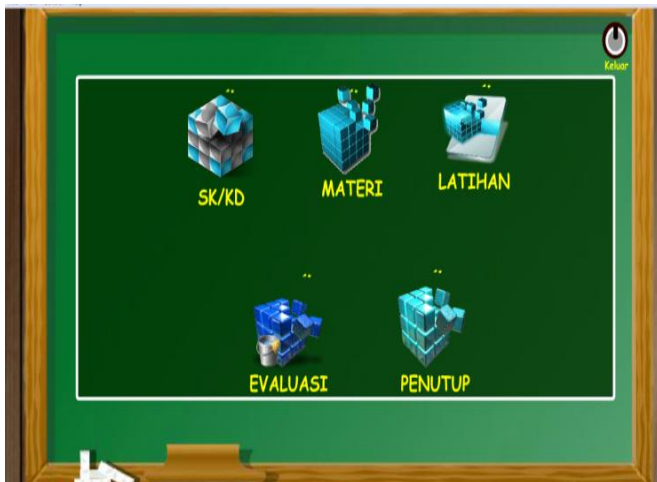 Keluar
SK/KD
MATERI
LATIHAN
EVALUASI
PENUTUP